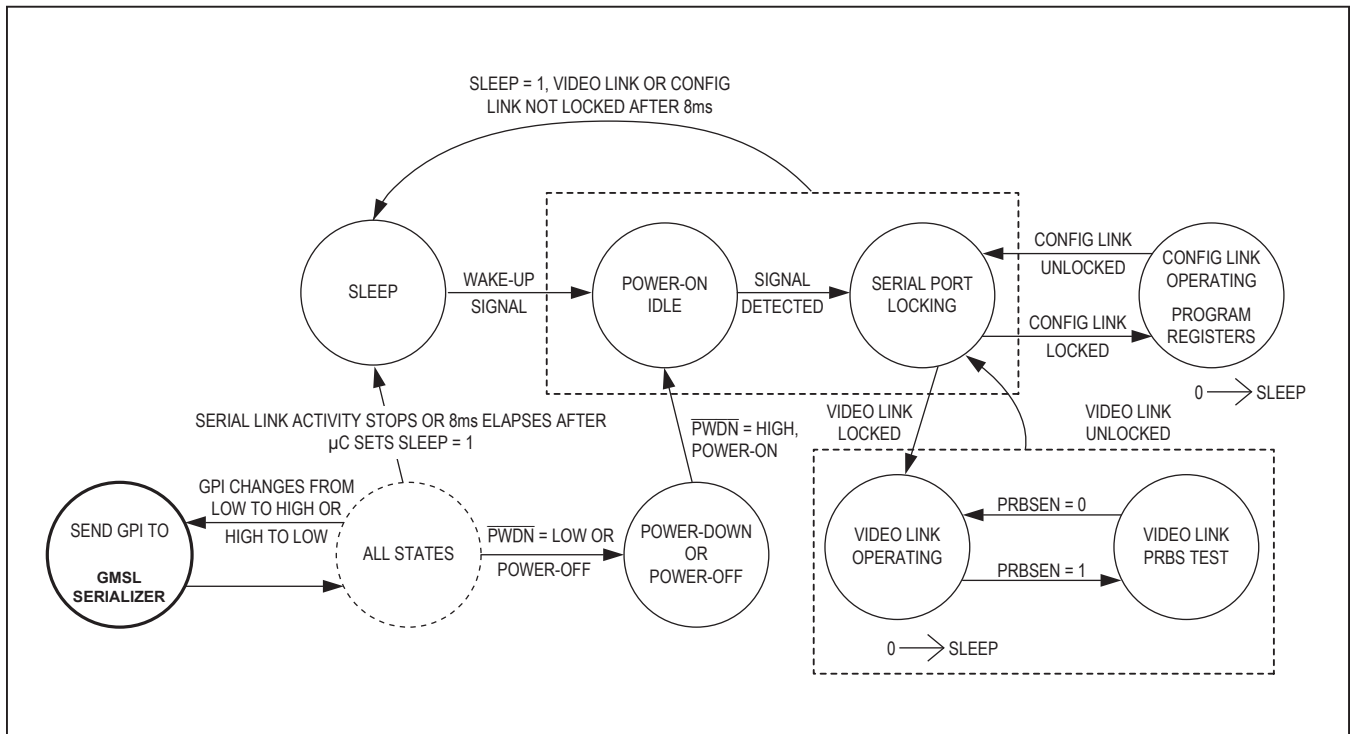 SLEEP = 1, VIDEO LINK OR CONFIG
LINK NOT LOCKED AFTER 8ms
SLEEP
WAKE-UP
SIGNAL
POWER-ON
IDLE
SIGNAL
DETECTED
SERIAL PORT
LOCKING
CONFIG LINK
UNLOCKED
CONFIG LINK
LOCKED
CONFIG LINK
OPERATING
PROGRAM
REGISTERS
0 → SLEEP
SERIAL LINK ACTIVITY STOPS OR 8ms ELAPSES AFTER
µC SETS SLEEP = 1
PWDN = HIGH,
POWER-ON
VIDEO LINK
LOCKED
VIDEO LINK
UNLOCKED
GPI CHANGES FROM
LOW TO HIGH OR
HIGH TO LOW
SEND GPI TO
GMSL
SERIALIZER
ALL STATES
PWDN = LOW OR
POWER-OFF
POWER-DOWN
OR
POWER-OFF
VIDEO LINK
OPERATING
PRBSEN = 0
PRBSEN = 1
VIDEO LINK
PRBS TEST
0 → SLEEP